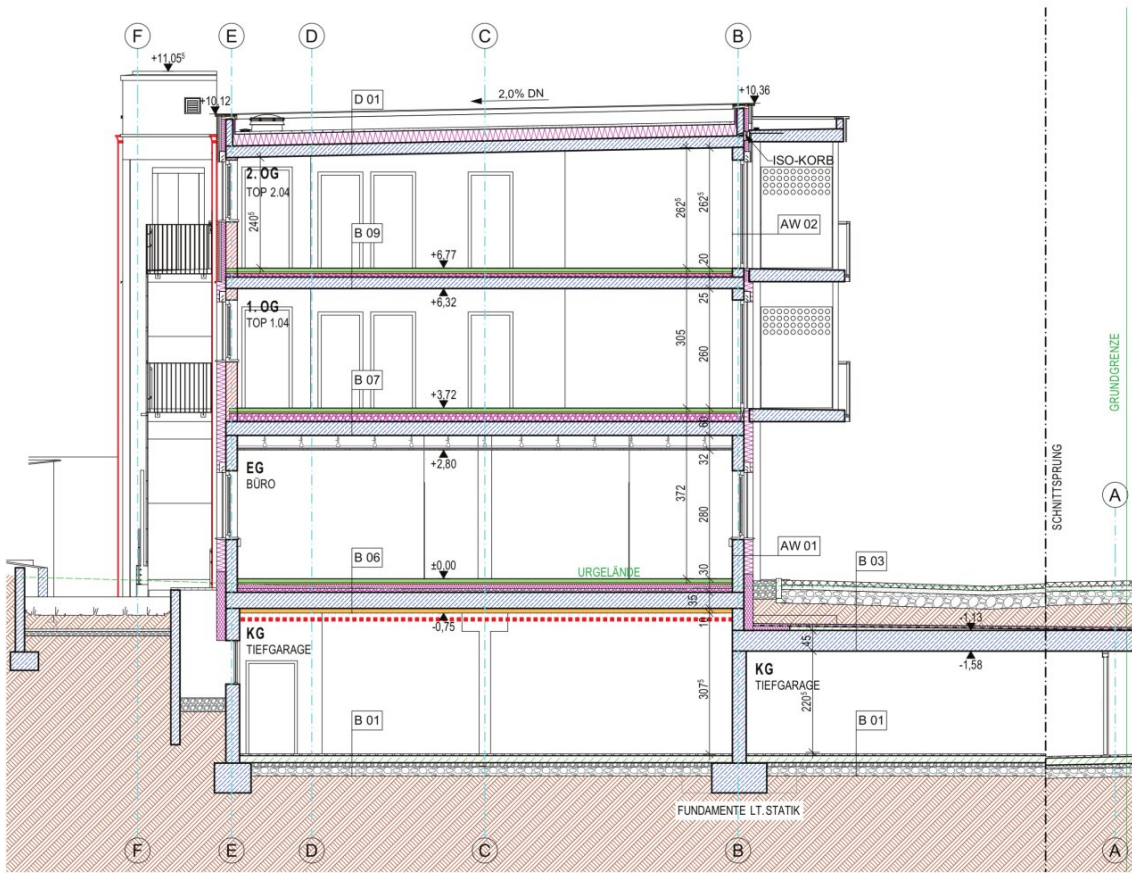 F
E
D
C
B
+11,05⁵
+10,12
D 01
2,0% DN
+10,36
ISO-KORB
2. OG
TOP 2.04
240⁵
262⁵
262⁵
AW 02
B 09
+6,77
20
+6,32
25
1. OG
TOP 1.04
305
260
B 07
+3,72
60
+2,80
32
EG
BÜRO
372
280
GRUNDGRENZE
SCHNITTSPRUNG
A
AW 01
B 06
±0,00
URGELÄNDE
30
B 03
35
-0,75
10
-1,13
KG
TIEFGARAGE
45
-1,58
KG
TIEFGARAGE
307⁵
220⁵
B 01
B 01
FUNDAMENTE LT.STATIK
F
E
D
C
B
A